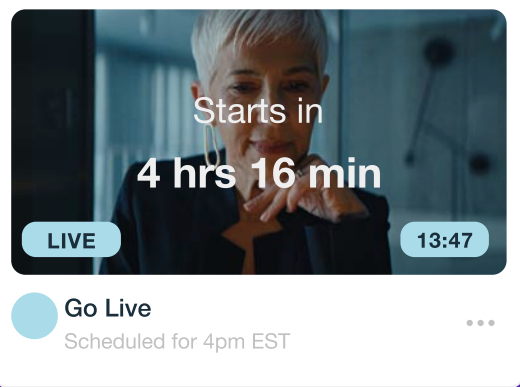 Starts in
4 hrs 16 min
LIVE
13:47
Go Live
Scheduled for 4pm EST